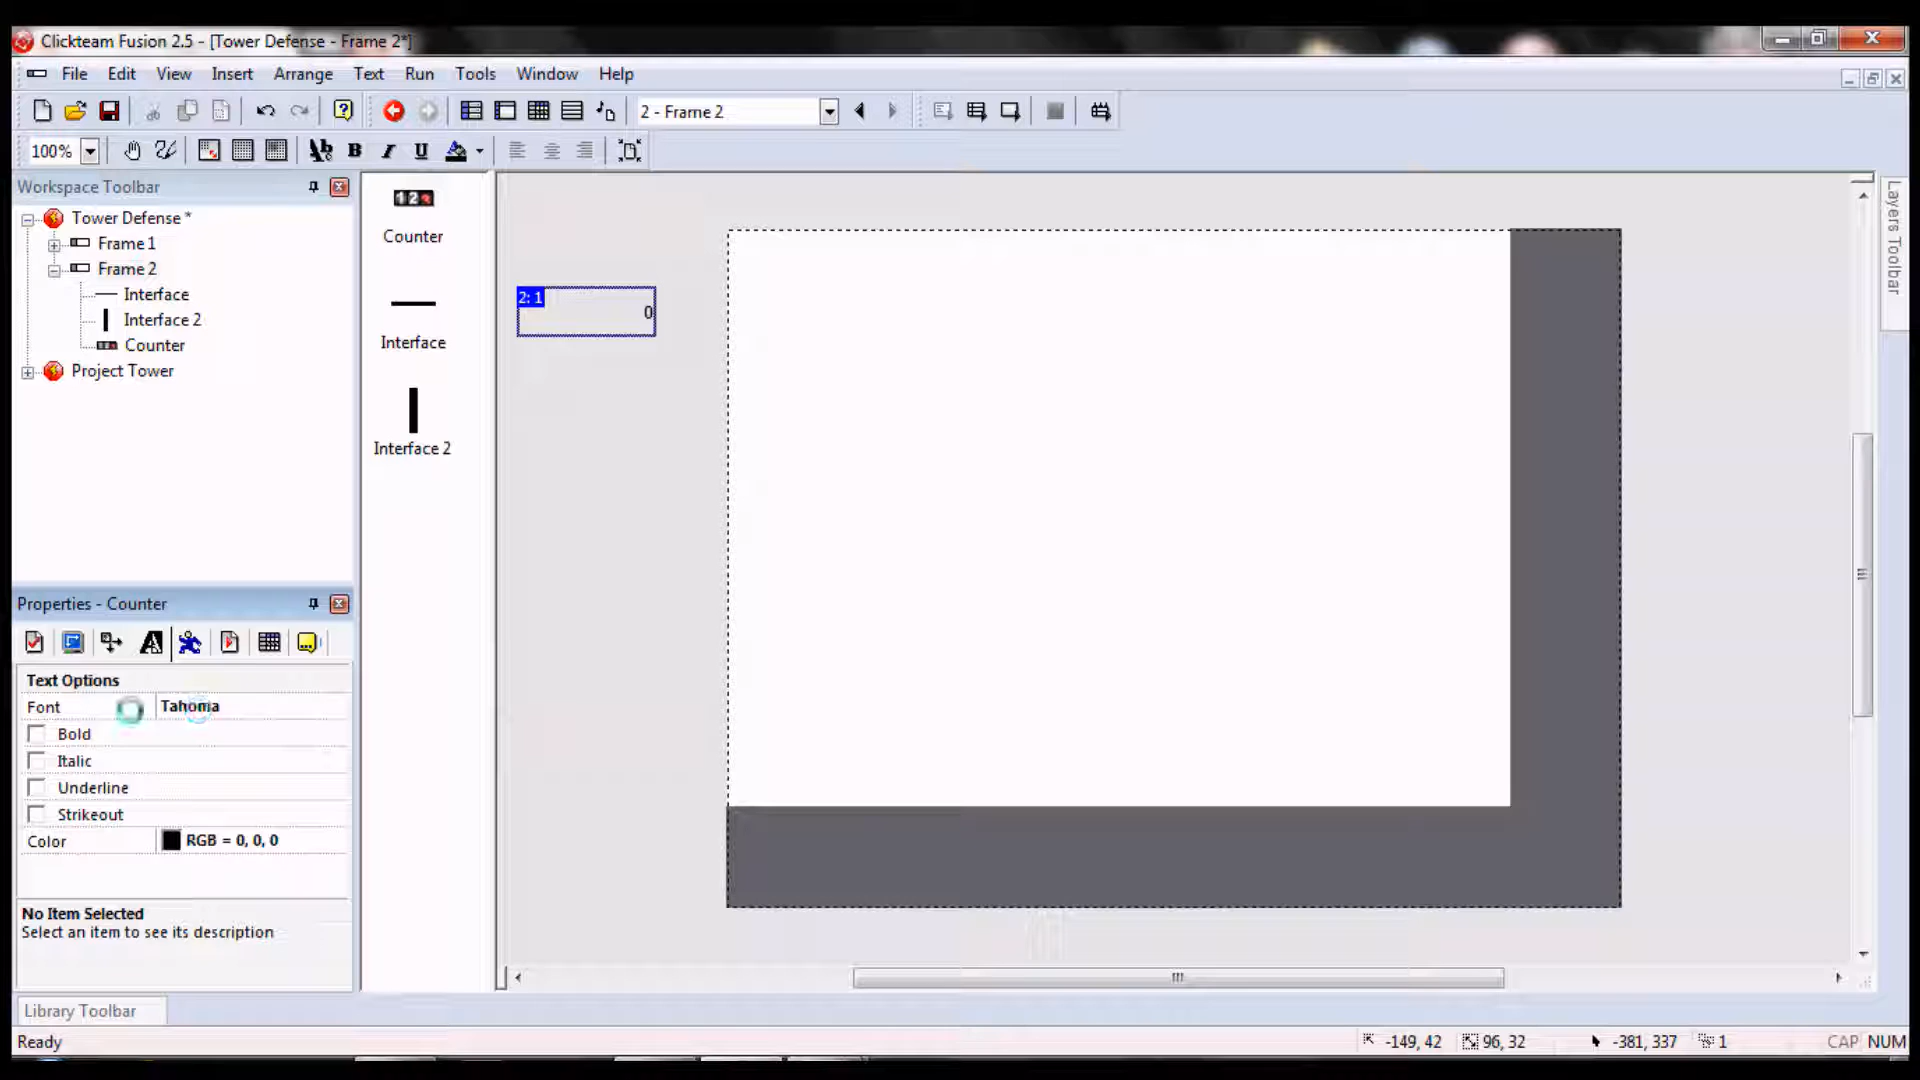 Clickteam Fusion 2.5 - [Tower Defense - Frame 2*]
File Edit View Insert Arrange Text Run Tools Window Help
2 - Frame 2
100%
B I U
Workspace Toolbar
Tower Defense *
Frame 1
Frame 2
Interface
Interface 2
Counter
Project Tower
Counter
Interface
Interface 2
2: 1
0
Layers Toolbar
Properties - Counter
Text Options
Font Tahoma
Bold
Italic
Underline
Strikeout
Color RGB = 0, 0, 0
No Item Selected
Select an item to see its description
Library Toolbar
Ready -149, 42 96, 32 -381, 337 1 CAP NUM